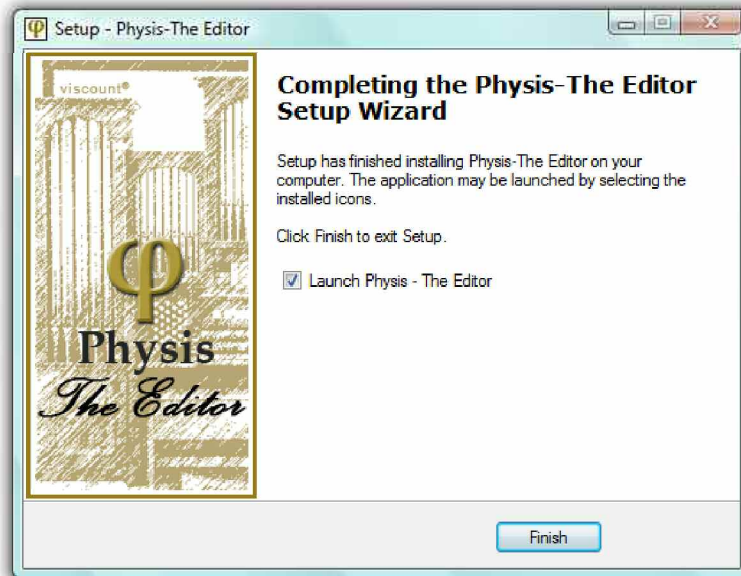 Setup - Physis-The Editor
viscount®
φ
Physis
The Editor
Completing the Physis-The Editor
Setup Wizard
Setup has finished installing Physis-The Editor on your
computer. The application may be launched by selecting the
installed icons.
Click Finish to exit Setup.
Launch Physis - The Editor
Finish